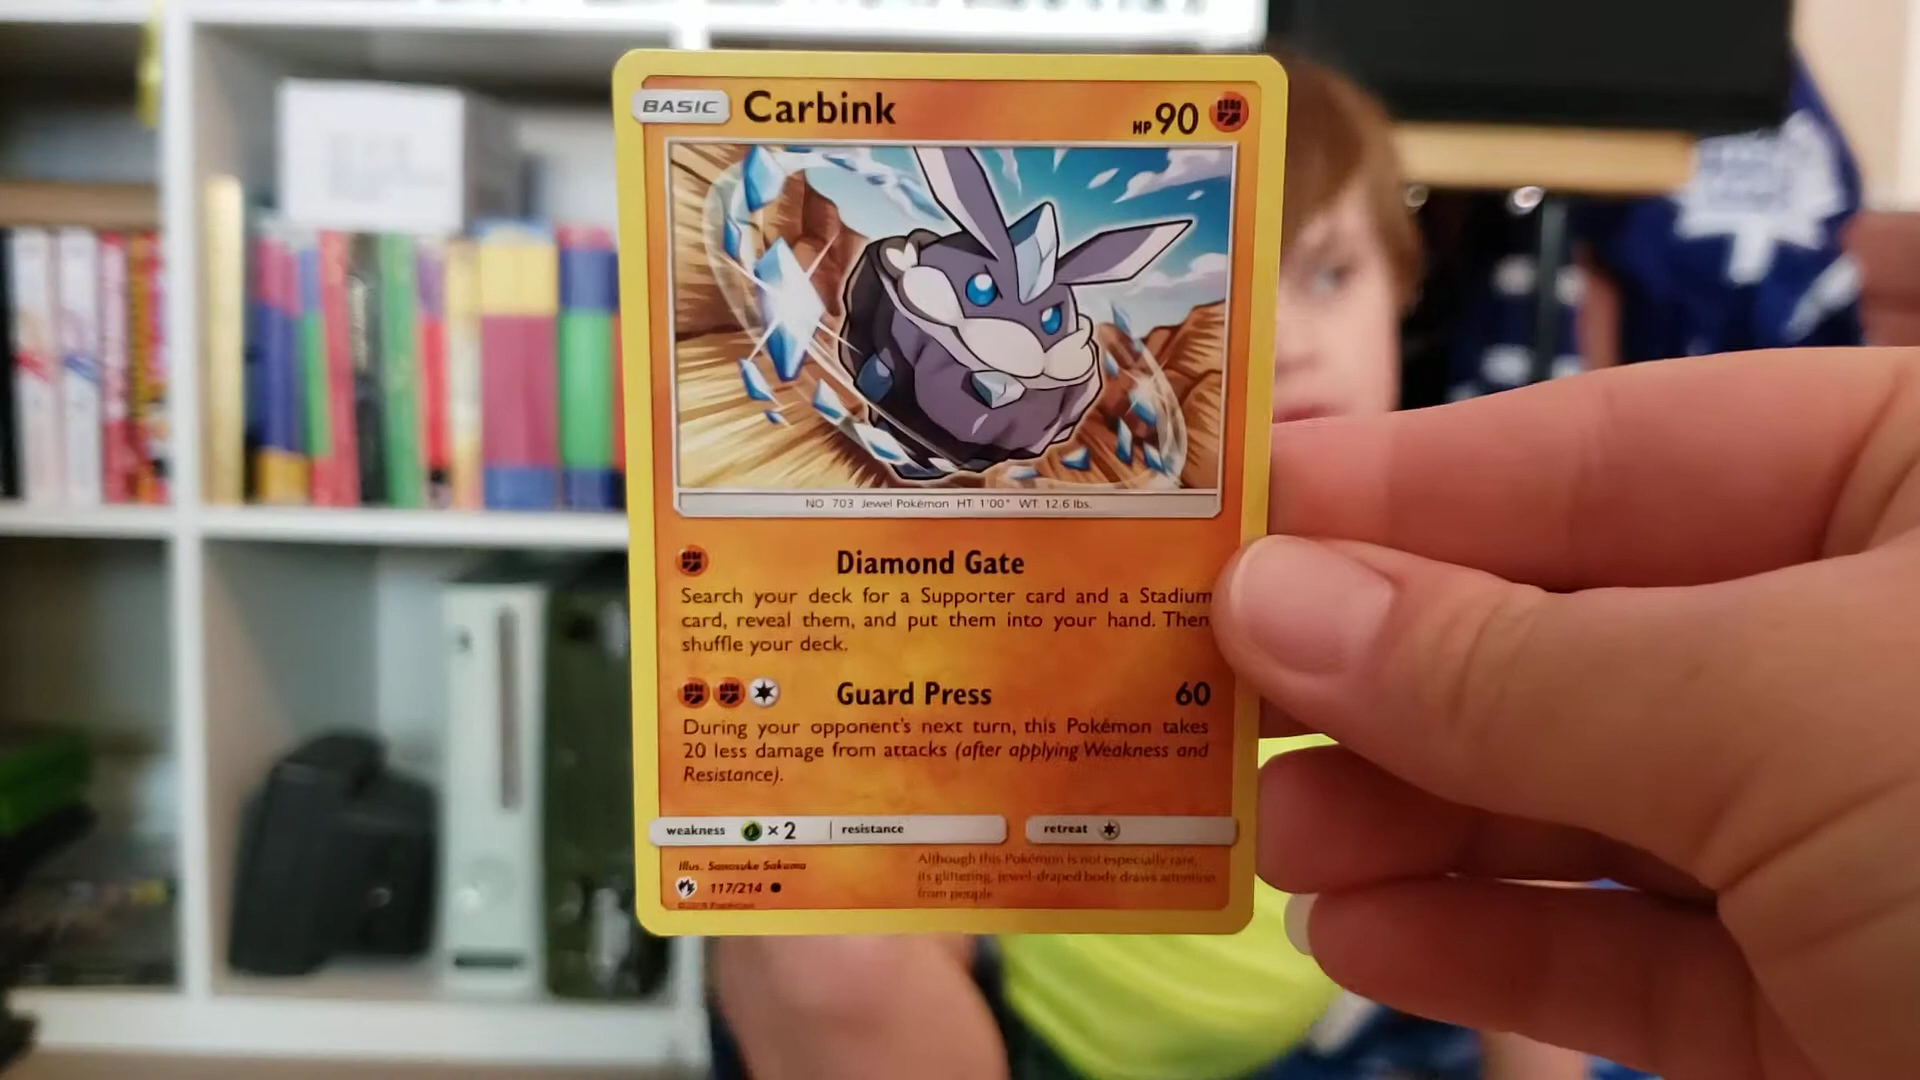 BASIC Carbink HP 90
NO 703 Jewel Pokémon HT: 1'00" WT: 12.6 lbs.
Diamond Gate
Search your deck for a Supporter card and a Stadium
card, reveal them, and put them into your hand. Then
shuffle your deck.
Guard Press 60
During your opponent's next turn, this Pokémon takes
20 less damage from attacks (after applying Weakness and
Resistance).
weakness ×2 resistance retreat
Illus. Sanosuke Sakuma
117/214
Although this Pokémon is not especially rare,
its glittering, jewel-draped body draws attention
from people.